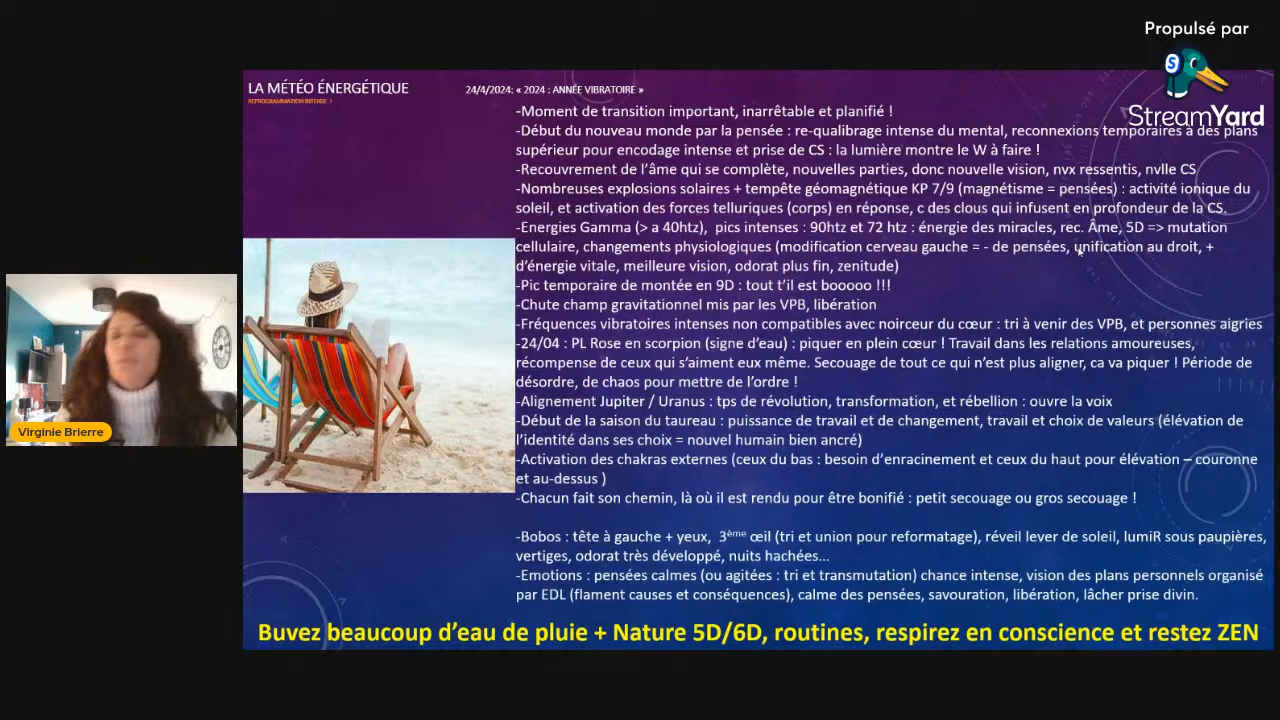 Propulsé par
StreamYard
LA MÉTÉO ÉNERGÉTIQUE
REPROGRAMMATION INTENSE !
24/4/2024: « 2024 : ANNÉE VIBRATOIRE »
-Moment de transition important, inarrêtable et planifié !
-Début du nouveau monde par la pensée : re-qualibrage intense du mental, reconnexions temporaires à des plans
supérieur pour encodage intense et prise de CS : la lumière montre le W à faire !
-Recouvrement de l'âme qui se complète, nouvelles parties, donc nouvelle vision, nvx ressentis, nvlle CS
-Nombreuses explosions solaires + tempête géomagnétique KP 7/9 (magnétisme = pensées) : activité ionique du
soleil, et activation des forces telluriques (corps) en réponse, c des clous qui infusent en profondeur de la CS.
-Energies Gamma (> a 40htz), pics intenses : 90htz et 72 htz : énergie des miracles, rec. Âme, 5D => mutation
cellulaire, changements physiologiques (modification cerveau gauche = - de pensées, unification au droit, +
d'énergie vitale, meilleure vision, odorat plus fin, zenitude)
-Pic temporaire de montée en 9D : tout t'il est booooo !!!
-Chute champ gravitationnel mis par les VPB, libération
-Fréquences vibratoires intenses non compatibles avec noirceur du cœur : tri à venir des VPB, et personnes aigries
-24/04 : PL Rose en scorpion (signe d'eau) : piquer en plein cœur ! Travail dans les relations amoureuses,
récompense de ceux qui s'aiment eux même. Secouage de tout ce qui n'est plus aligner, ca va piquer ! Période de
désordre, de chaos pour mettre de l'ordre !
-Alignement Jupiter / Uranus : tps de révolution, transformation, et rébellion : ouvre la voix
-Début de la saison du taureau : puissance de travail et de changement, travail et choix de valeurs (élévation de
l'identité dans ses choix = nouvel humain bien ancré)
-Activation des chakras externes (ceux du bas : besoin d'enracinement et ceux du haut pour élévation – couronne
et au-dessus )
-Chacun fait son chemin, là où il est rendu pour être bonifié : petit secouage ou gros secouage !
-Bobos : tête à gauche + yeux, 3ème œil (tri et union pour reformatage), réveil lever de soleil, lumiR sous paupières,
vertiges, odorat très développé, nuits hachées...
-Emotions : pensées calmes (ou agitées : tri et transmutation) chance intense, vision des plans personnels organisé
par EDL (flament causes et conséquences), calme des pensées, savouration, libération, lâcher prise divin.
Buvez beaucoup d'eau de pluie + Nature 5D/6D, routines, respirez en conscience et restez ZEN
Virginie Brierre